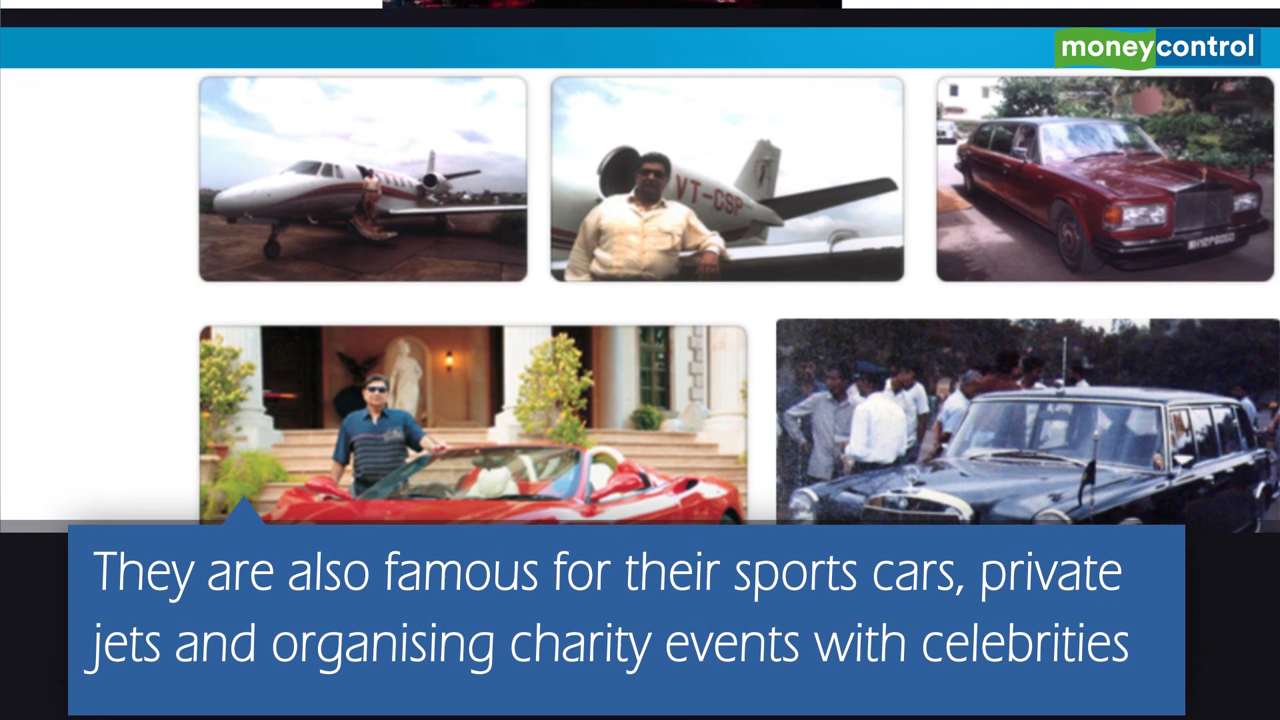 moneycontrol
VT-CSP
They are also famous for their sports cars, private
jets and organising charity events with celebrities